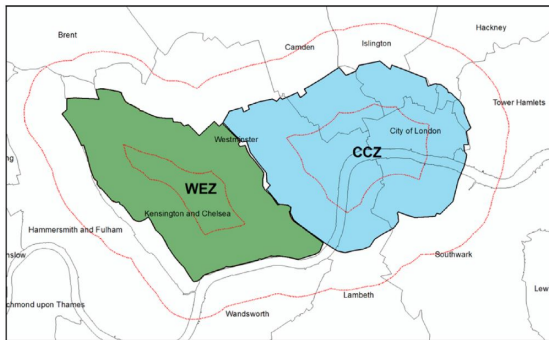 Brent
Hackney
Islington
Camden
Tower Hamlets
City of London
Westminster
CCZ
WEZ
ng
Kensington and Chelsea
Hammersmith and Fulham
nslow
Southwark
Lew
Lambeth
chmond upon Thames
Wandsworth